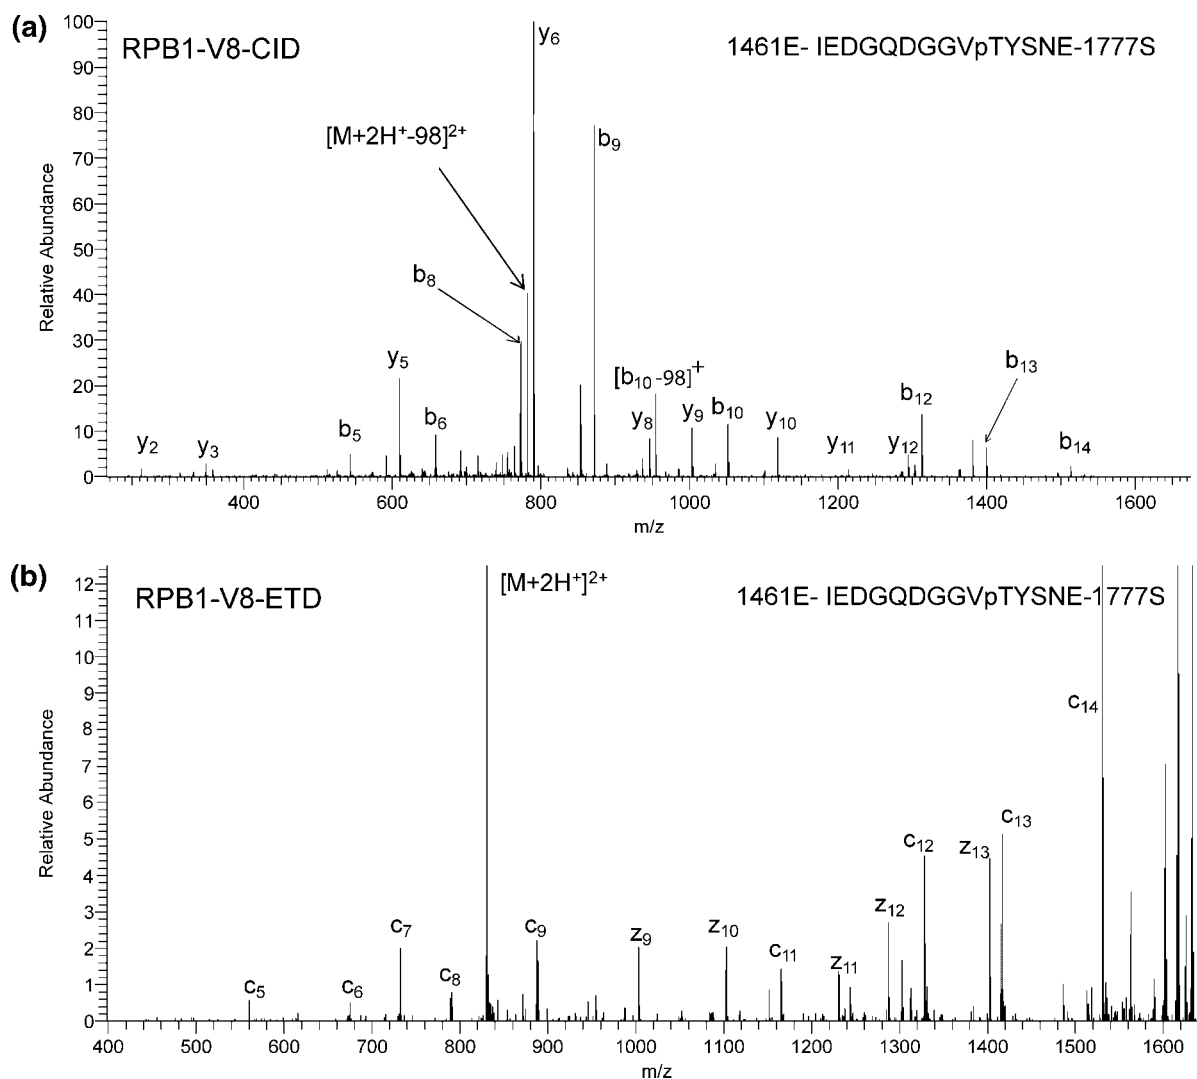 (a)
RPB1-V8-CID
1461E- IEDGQDGGVpTYSNE-1777S
Relative Abundance
100
90
80
70
60
50
40
30
20
10
0
y6
b9
[M+2H+-98]2+
b8
y5
b5
b6
y2
y3
[b10-98]+
y8
y9
b10
y10
y11
y12
b12
b13
b14
400 600 800 1000 1200 1400 1600
m/z
(b)
RPB1-V8-ETD
[M+2H+]2+
1461E- IEDGQDGGVpTYSNE-1777S
Relative Abundance
12
11
10
9
8
7
6
5
4
3
2
1
0
c14
c13
c12
z13
z12
c5
c6
c7
c8
c9
z9
z10
c11
z11
400 500 600 700 800 900 1000 1100 1200 1300 1400 1500 1600
m/z